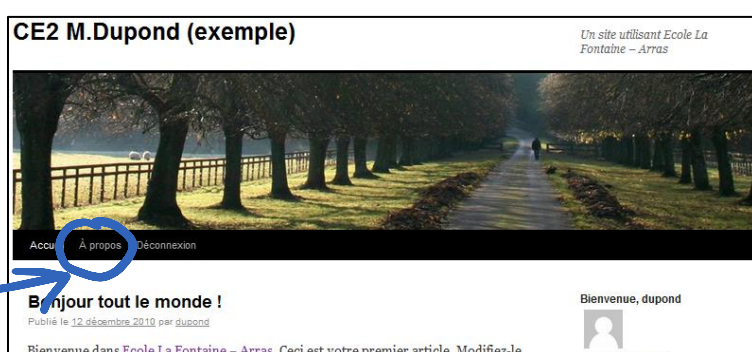 CE2 M.Dupond (exemple)
Un site utilisant Ecole La
Fontaine – Arras
Accueil À propos Déconnexion
Bonjour tout le monde !
Publié le 12 décembre 2010 par dupond
Bienvenue dans Ecole La Fontaine – Arras. Ceci est votre premier article. Modifiez-le
Bienvenue, dupond